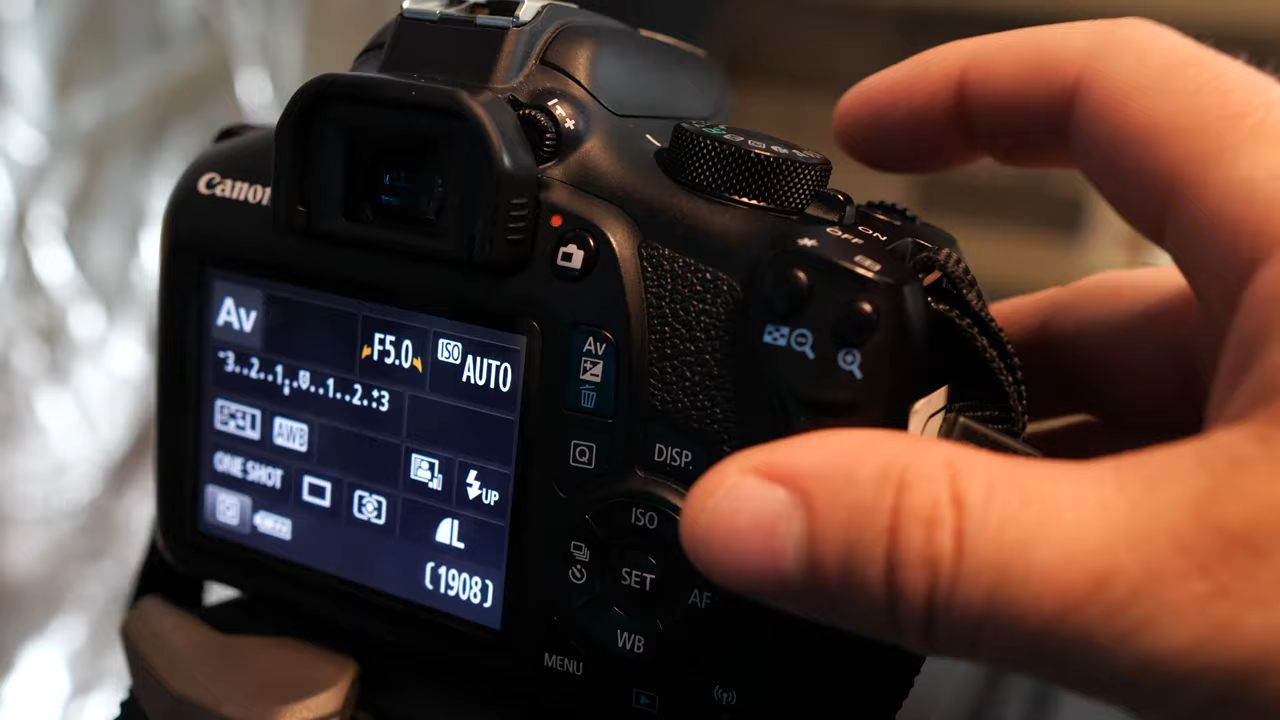 Canon
ON
OFF
Av
F5.0
ISO AUTO
-3..2..1..0..1..2..+3
AWB
ONE SHOT
UP
L
[1908]
Av
Q
DISP.
ISO
SET
AF
WB
MENU